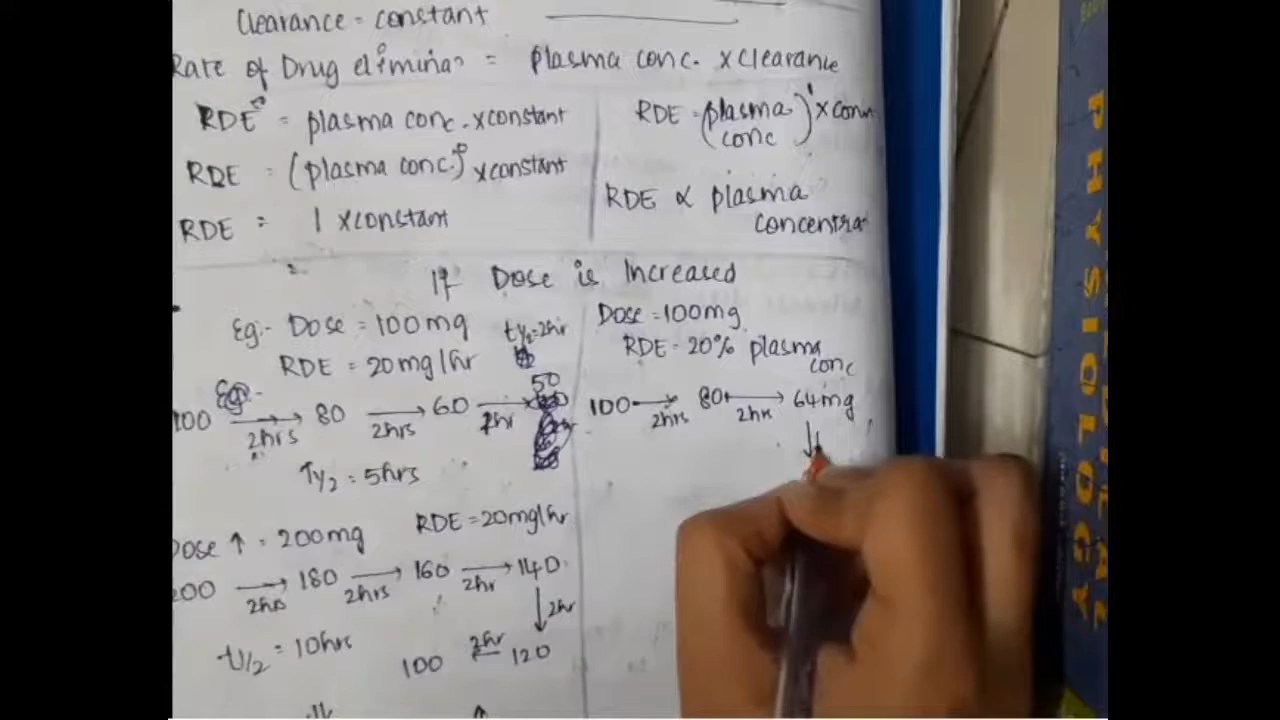 Clearance = constant
Rate of Drug elimina° = plasma conc. x clearance
RDE = plasma conc. x constant
RDE = (plasma conc.)° x constant
RDE = 1 x constant
RDE = (plasma conc)¹ x
RDE ∝ plasma
concentra
If Dose is Increased
Eg:- Dose = 100mg t½=2hr
RDE = 20mg/hr
100 → 80 → 60 → 50
2hrs 2hrs 2hr
T½ = 5hrs
Dose ↑ = 200mg RDE = 20mg/hr
200 → 180 → 160 → 140
2hr 2hrs 2hr
↓ 2hr
t1/2 = 10hrs 100 ← 120
2hr
Dose = 100mg
RDE - 20% plasma
conc
100 → 80 → 64mg
2hrs 2hrs
↓
PHYSIOLOGY